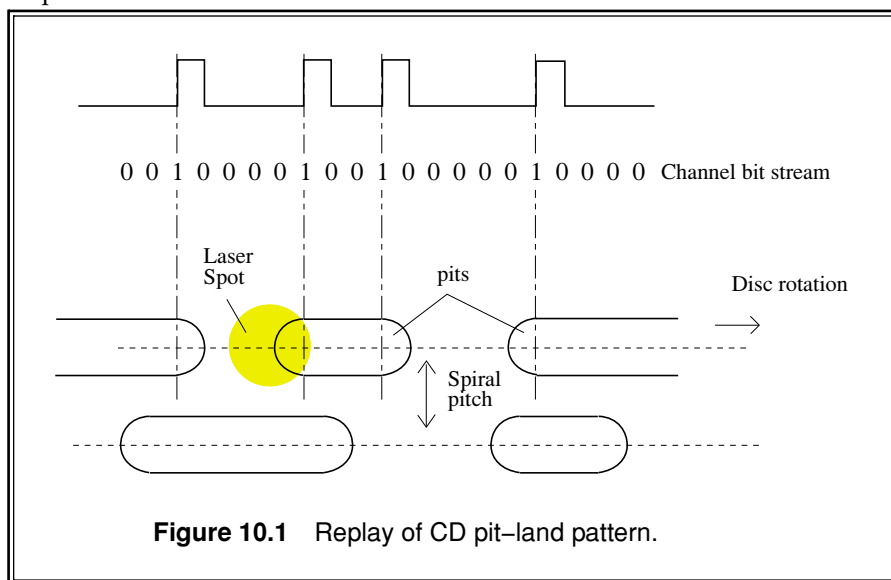 0 0 1 0 0 0 0 1 0 0 1 0 0 0 0 0 1 0 0 0 0 Channel bit stream
Laser
Spot
pits
Disc rotation
Spiral
pitch
Figure 10.1 Replay of CD pit–land pattern.